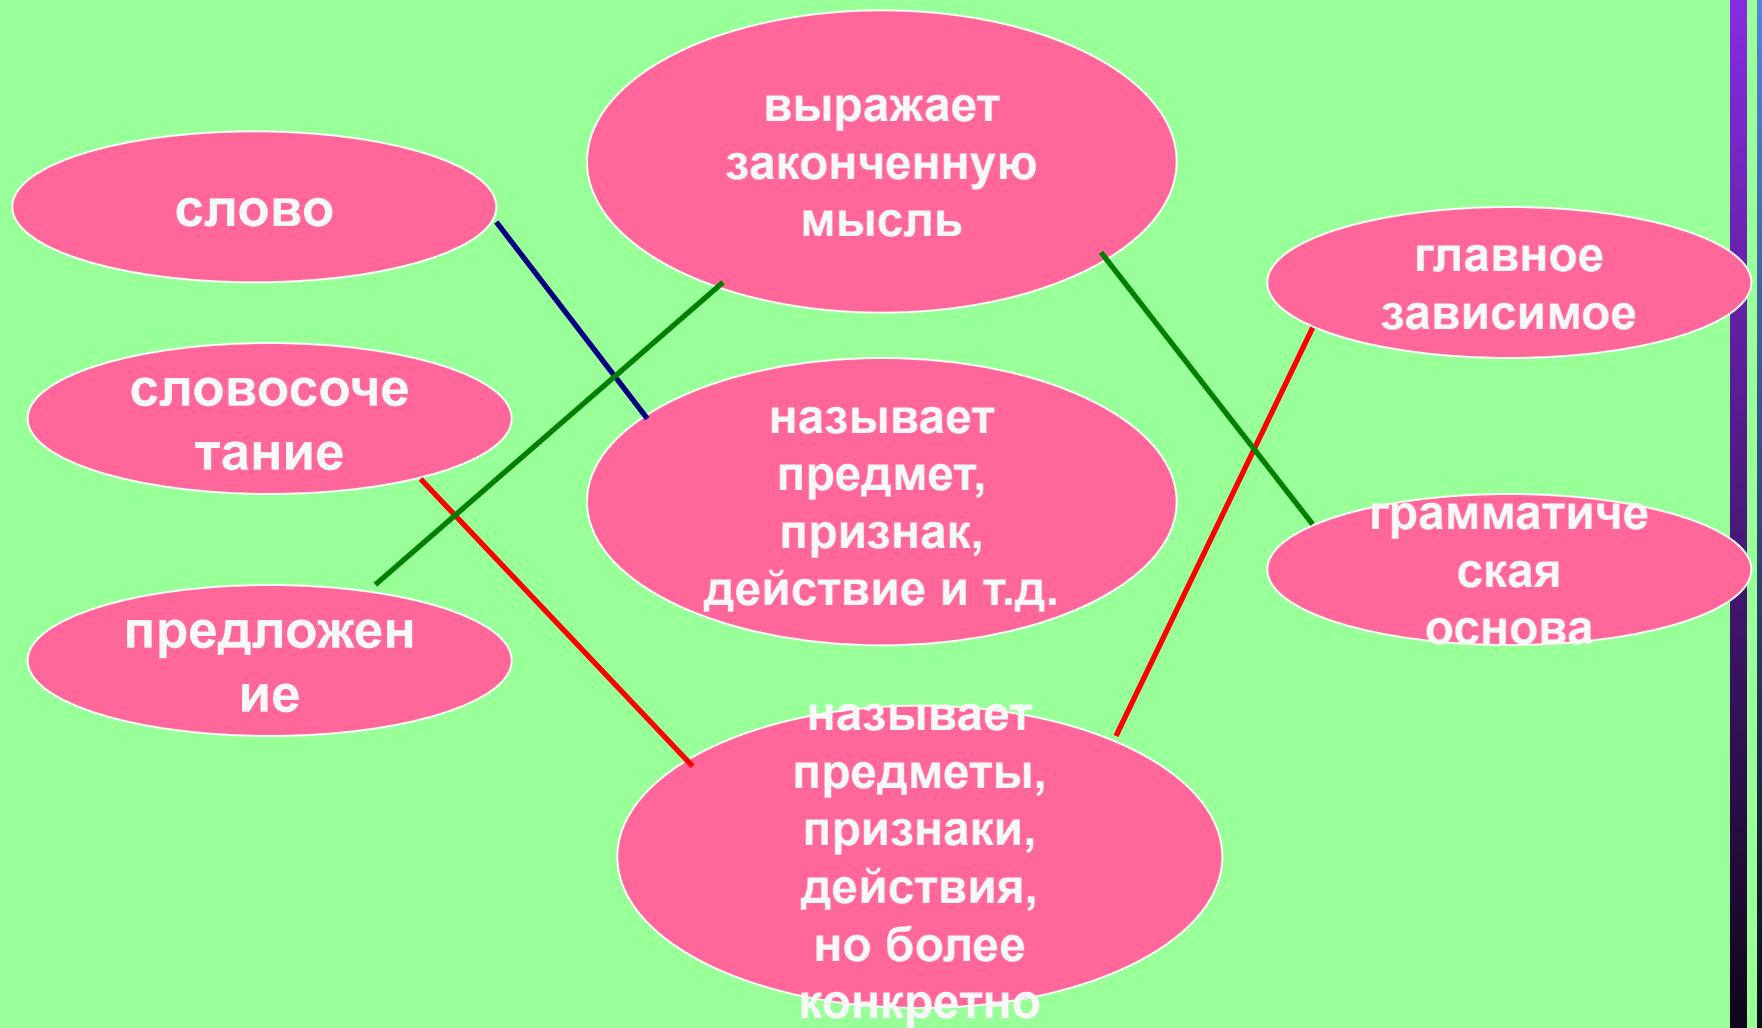 слово
словосоче
тание
предложен
ие
выражает
законченную
мысль
называет
предмет,
признак,
действие и т.д.
называет
предметы,
признаки,
действия,
но более
конкретно
главное
зависимое
грамматиче
ская
основа